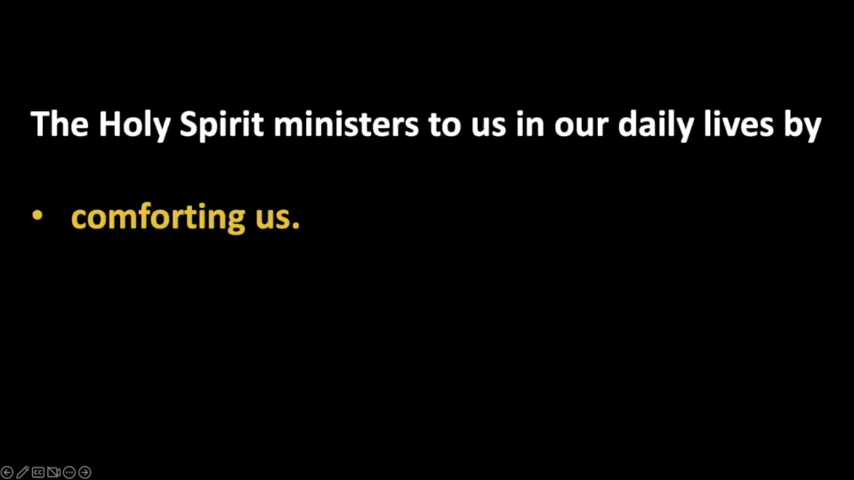 The Holy Spirit ministers to us in our daily lives by
• comforting us.